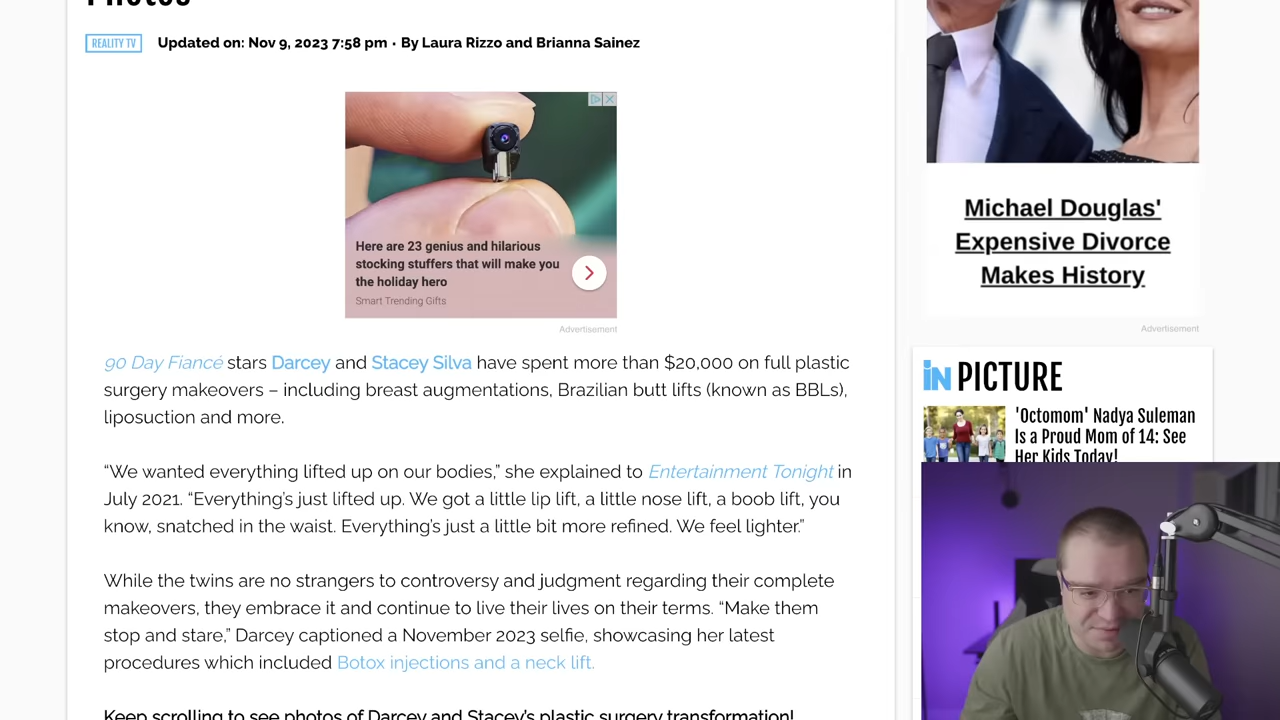 Photos
REALITY TV Updated on: Nov 9, 2023 7:58 pm • By Laura Rizzo and Brianna Sainez
Here are 23 genius and hilarious
stocking stuffers that will make you
the holiday hero
Smart Trending Gifts
Advertisement
90 Day Fiancé stars Darcey and Stacey Silva have spent more than $20,000 on full plastic
surgery makeovers – including breast augmentations, Brazilian butt lifts (known as BBLs),
liposuction and more.
“We wanted everything lifted up on our bodies,” she explained to Entertainment Tonight in
July 2021. “Everything’s just lifted up. We got a little lip lift, a little nose lift, a boob lift, you
know, snatched in the waist. Everything’s just a little bit more refined. We feel lighter.”
While the twins are no strangers to controversy and judgment regarding their complete
makeovers, they embrace it and continue to live their lives on their terms. “Make them
stop and stare,” Darcey captioned a November 2023 selfie, showcasing her latest
procedures which included Botox injections and a neck lift.
Keep scrolling to see photos of Darcey and Stacey’s plastic surgery transformation!
Michael Douglas'
Expensive Divorce
Makes History
Advertisement
IN PICTURE
'Octomom' Nadya Suleman
Is a Proud Mom of 14: See
Her Kids Today!